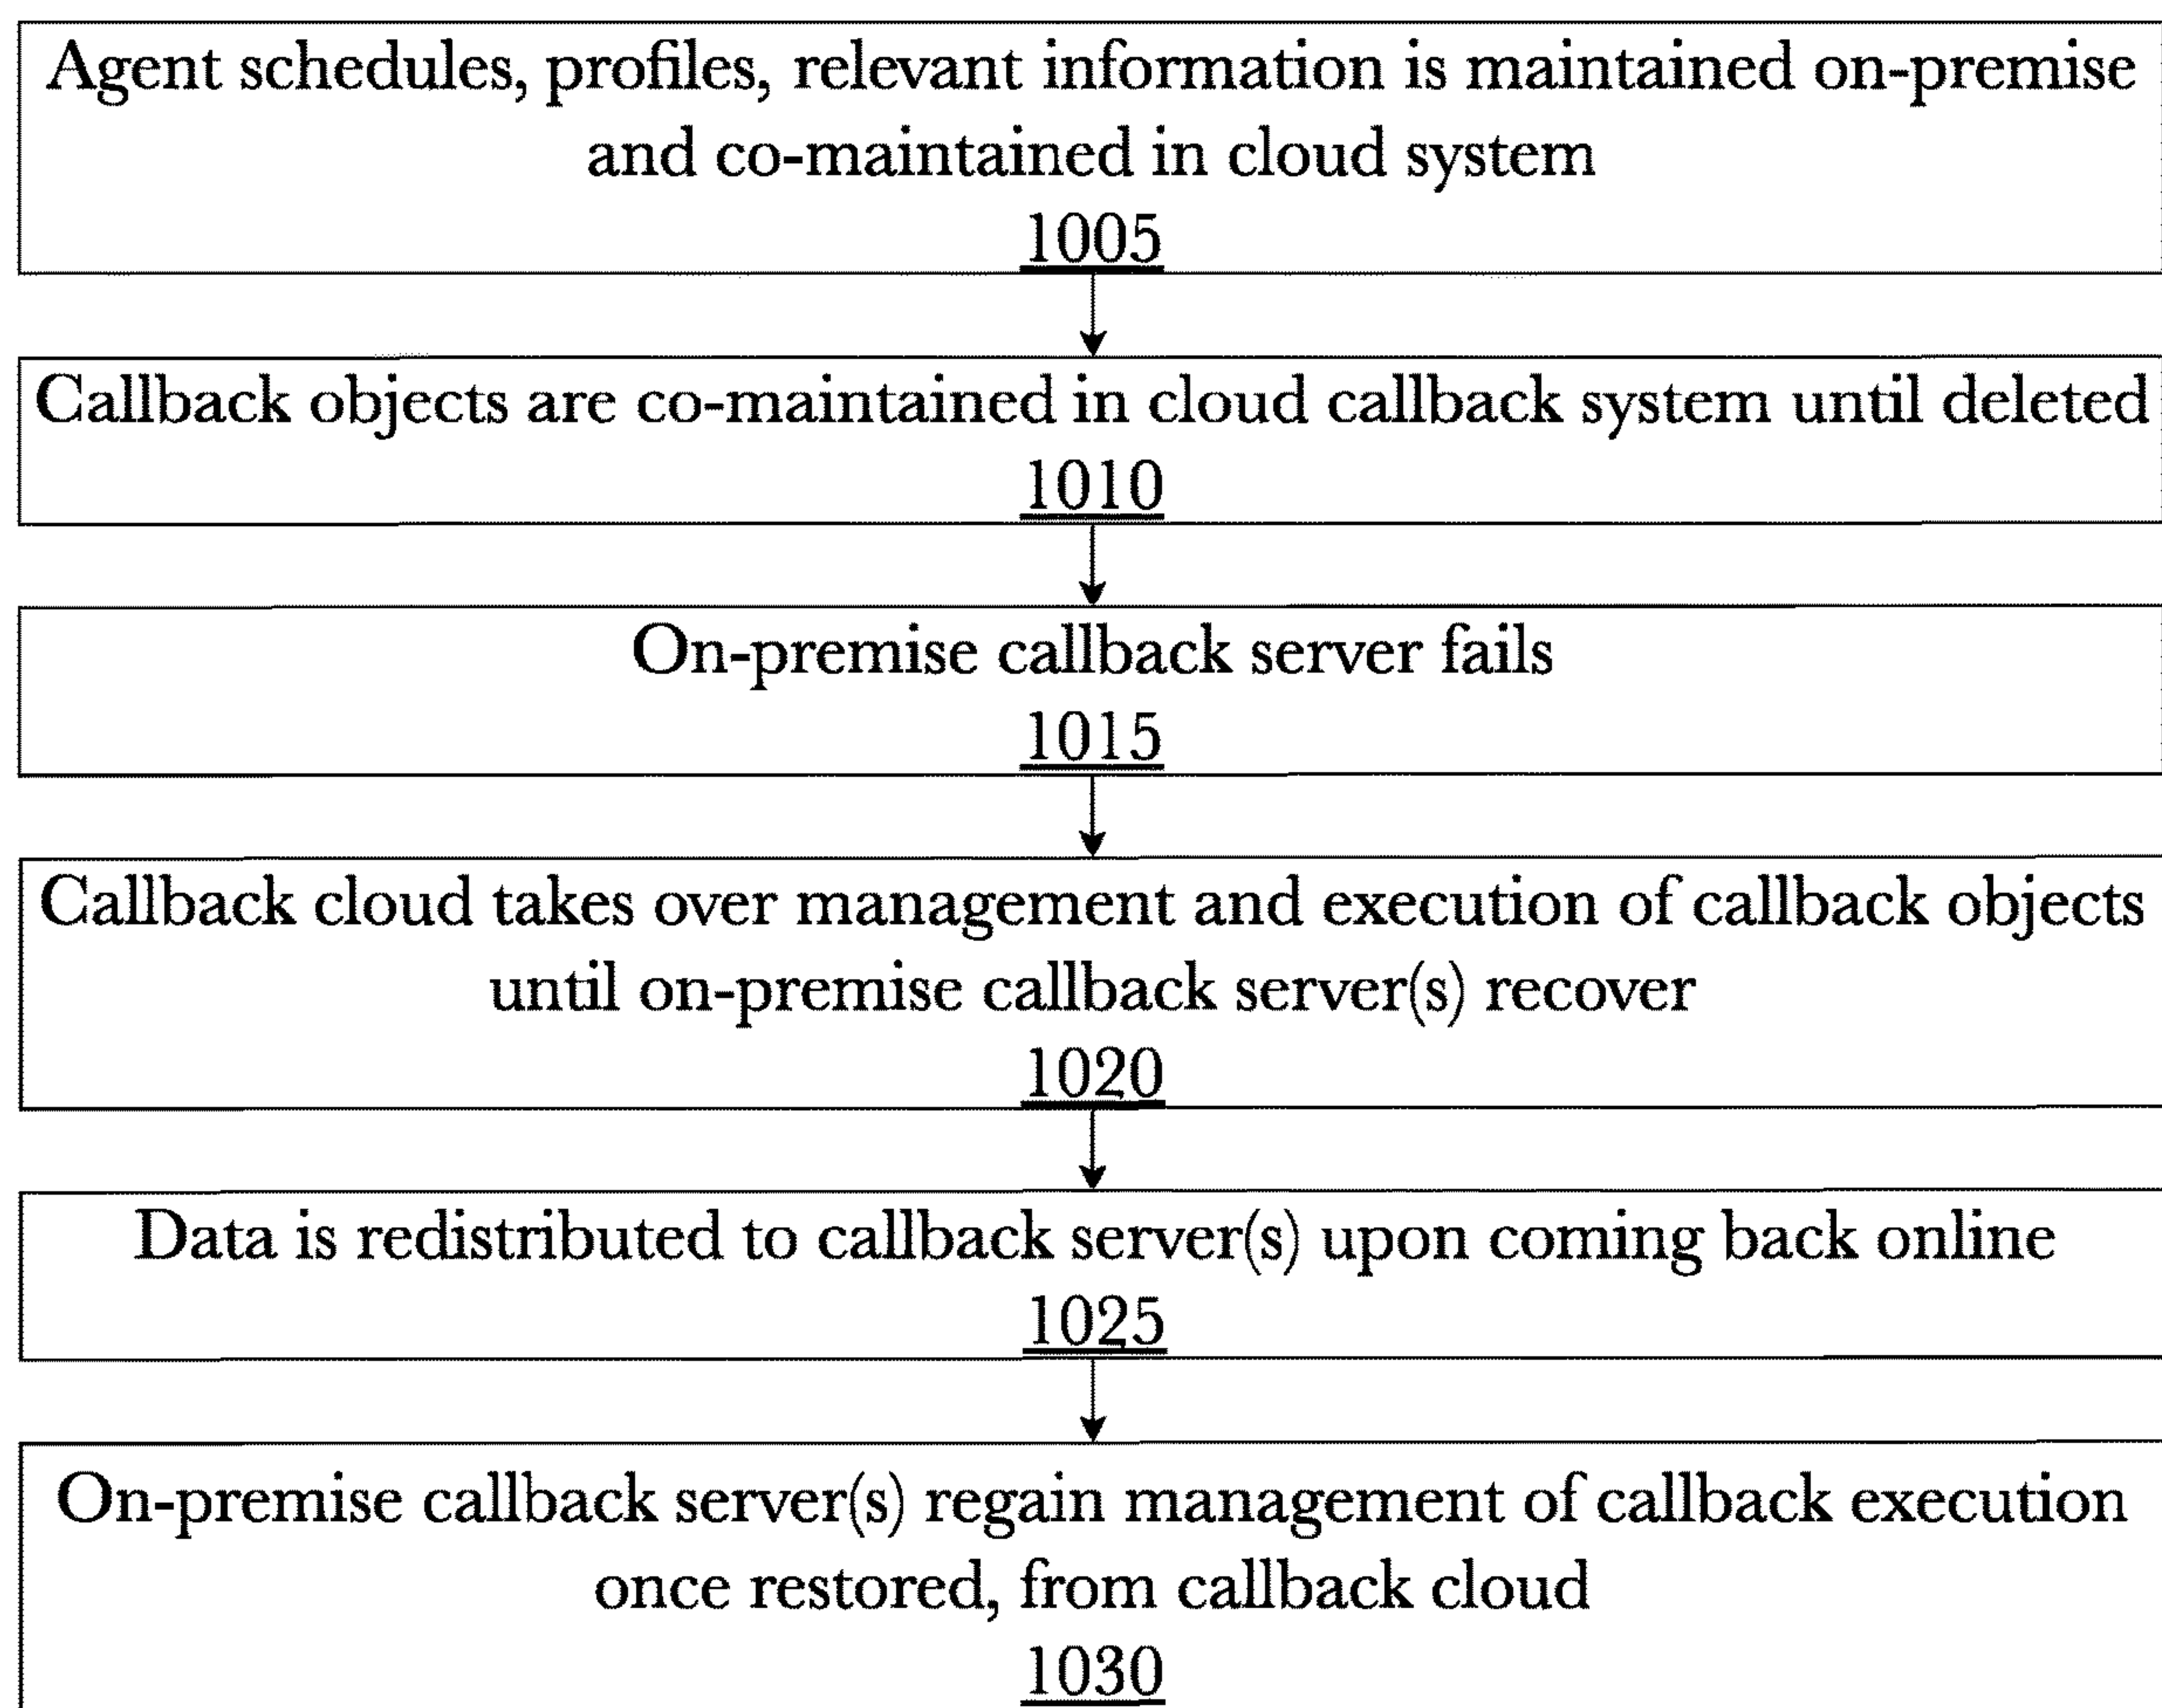 Agent schedules, profiles, relevant information is maintained on-premise
and co-maintained in cloud system
1005
Callback objects are co-maintained in cloud callback system until deleted
1010
On-premise callback server fails
1015
Callback cloud takes over management and execution of callback objects
until on-premise callback server(s) recover
1020
Data is redistributed to callback server(s) upon coming back online
1025
On-premise callback server(s) regain management of callback execution
once restored, from callback cloud
1030